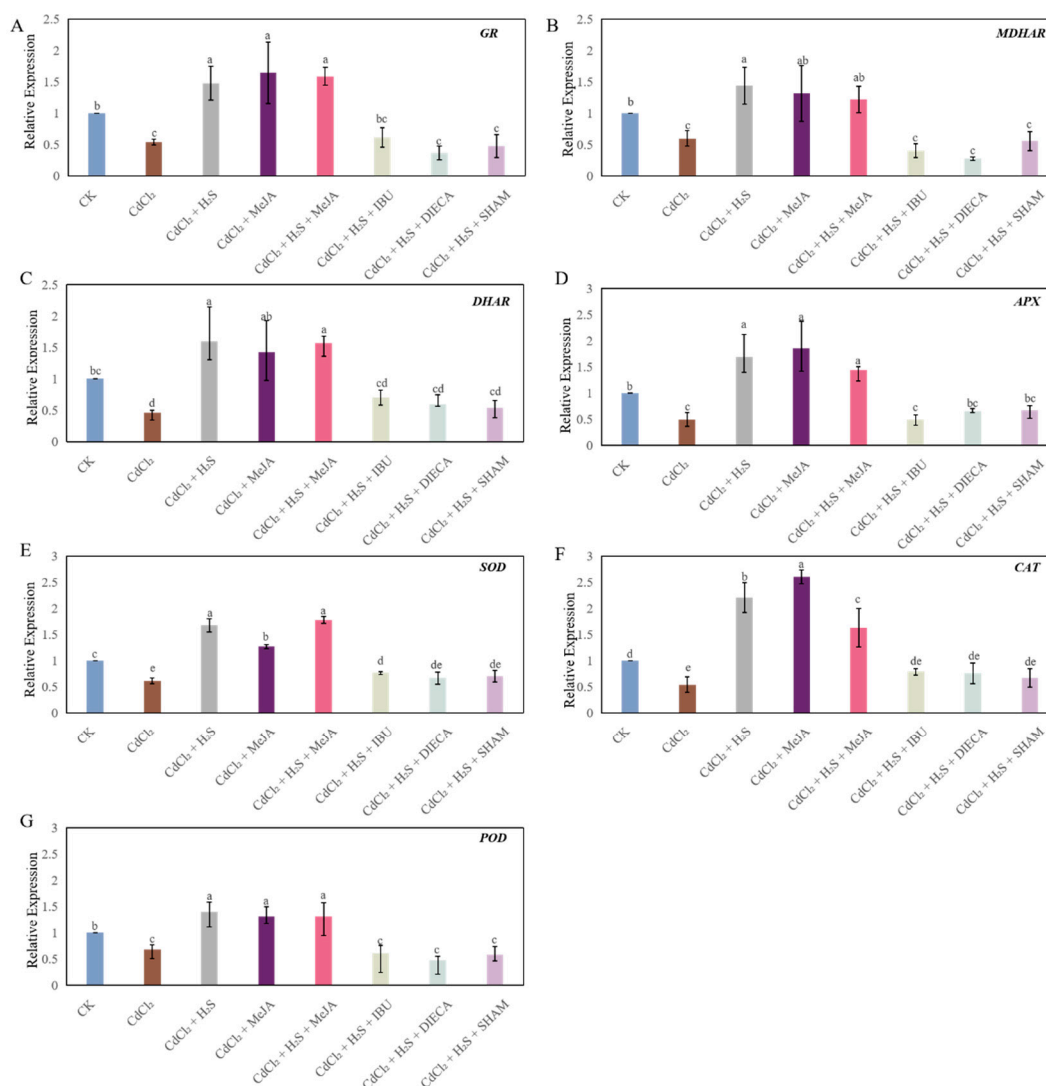 A
GR
Relative Expression
2.5
2
1.5
1
0.5
0
b
c
a
a
a
bc
c
c
CK
CdCl₂
CdCl₂ + H₂S
CdCl₂ + MeJA
CdCl₂ + H₂S + MeJA
CdCl₂ + H₂S + IBU
CdCl₂ + H₂S + DIECA
CdCl₂ + H₂S + SHAM
B
MDHAR
Relative Expression
2.5
2
1.5
1
0.5
0
b
c
a
ab
ab
c
c
c
CK
CdCl₂
CdCl₂ + H₂S
CdCl₂ + MeJA
CdCl₂ + H₂S + MeJA
CdCl₂ + H₂S + IBU
CdCl₂ + H₂S + DIECA
CdCl₂ + H₂S + SHAM
C
DHAR
Relative Expression
2.5
2
1.5
1
0.5
0
bc
d
a
ab
a
cd
cd
cd
CK
CdCl₂
CdCl₂ + H₂S
CdCl₂ + MeJA
CdCl₂ + H₂S + MeJA
CdCl₂ + H₂S + IBU
CdCl₂ + H₂S + DIECA
CdCl₂ + H₂S + SHAM
D
APX
Relative Expression
3
2.5
2
1.5
1
0.5
0
b
c
a
a
a
c
bc
bc
CK
CdCl₂
CdCl₂ + H₂S
CdCl₂ + MeJA
CdCl₂ + H₂S + MeJA
CdCl₂ + H₂S + IBU
CdCl₂ + H₂S + DIECA
CdCl₂ + H₂S + SHAM
E
SOD
Relative Expression
3
2.5
2
1.5
1
0.5
0
c
e
a
b
a
d
de
de
CK
CdCl₂
CdCl₂ + H₂S
CdCl₂ + MeJA
CdCl₂ + H₂S + MeJA
CdCl₂ + H₂S + IBU
CdCl₂ + H₂S + DIECA
CdCl₂ + H₂S + SHAM
F
CAT
Relative Expression
3
2.5
2
1.5
1
0.5
0
d
e
b
a
c
de
de
de
CK
CdCl₂
CdCl₂ + H₂S
CdCl₂ + MeJA
CdCl₂ + H₂S + MeJA
CdCl₂ + H₂S + IBU
CdCl₂ + H₂S + DIECA
CdCl₂ + H₂S + SHAM
G
POD
Relative Expression
3
2.5
2
1.5
1
0.5
0
b
c
a
a
a
c
c
c
CK
CdCl₂
CdCl₂ + H₂S
CdCl₂ + MeJA
CdCl₂ + H₂S + MeJA
CdCl₂ + H₂S + IBU
CdCl₂ + H₂S + DIECA
CdCl₂ + H₂S + SHAM